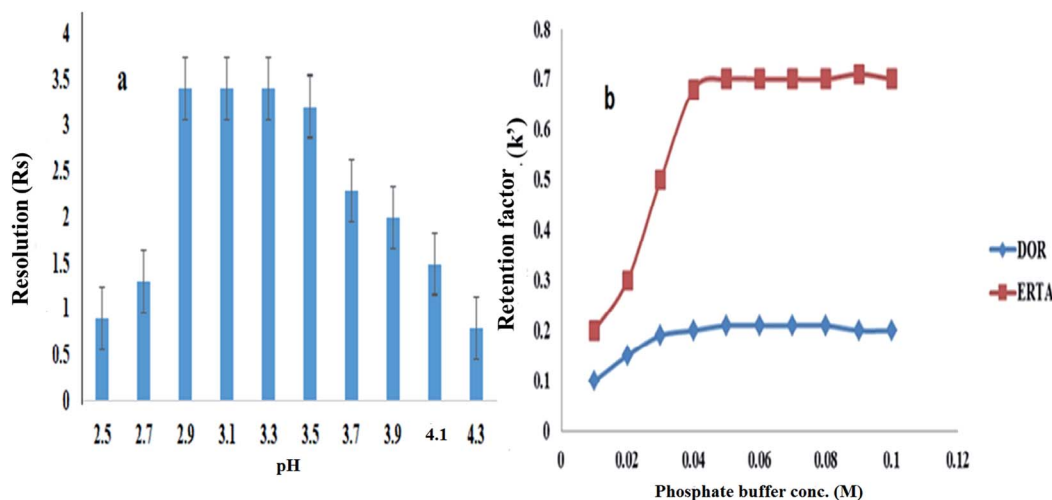 a
Resolution (Rs)
4
3.5
3
2.5
2
1.5
1
0.5
0
2.5 2.7 2.9 3.1 3.3 3.5 3.7 3.9 4.1 4.3
pH
b
Retention factor (k’)
0.8
0.7
0.6
0.5
0.4
0.3
0.2
0.1
0
0 0.02 0.04 0.06 0.08 0.1 0.12
Phosphate buffer conc. (M)
DOR
ERTA